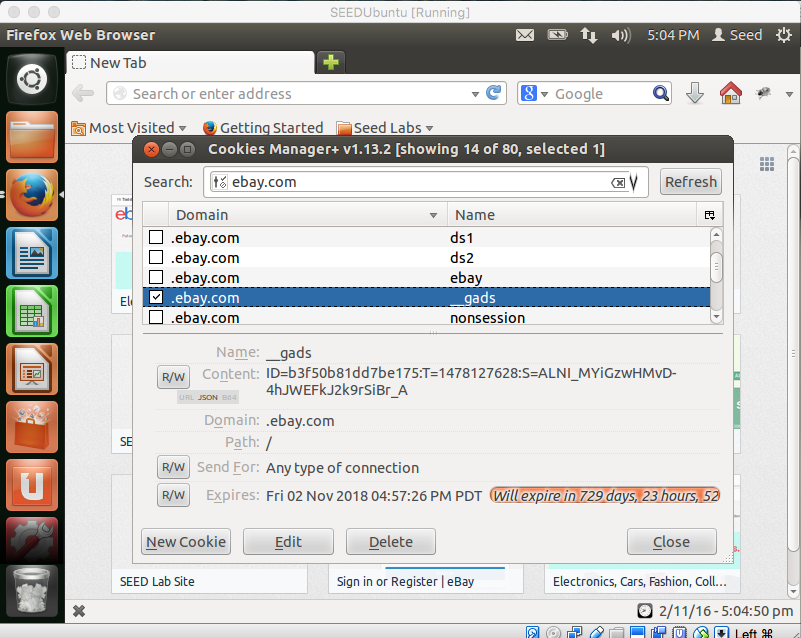 SEEDUbuntu [Running]
Firefox Web Browser
5:04 PM Seed
New Tab
Search or enter address
Google
Most Visited Getting Started Seed Labs
Cookies Manager+ v1.13.2 [showing 14 of 80, selected 1]
Search: ebay.com Refresh
Domain Name
.ebay.com ds1
.ebay.com ds2
.ebay.com ebay
.ebay.com __gads
.ebay.com nonsession
Name: __gads
R/W Content: ID=b3f50b81dd7be175:T=1478127628:S=ALNI_MYiGzwHMvD-
4hJWEFkJ2k9rSiBr_A
URL JSON B64
Domain: .ebay.com
Path: /
R/W Send For: Any type of connection
R/W Expires: Fri 02 Nov 2018 04:57:26 PM PDT Will expire in 729 days, 23 hours, 52
New Cookie Edit Delete Close
SEED Lab Site Sign in or Register | eBay Electronics, Cars, Fashion, Coll...
2/11/16 - 5:04:50 pm
Left ⌘